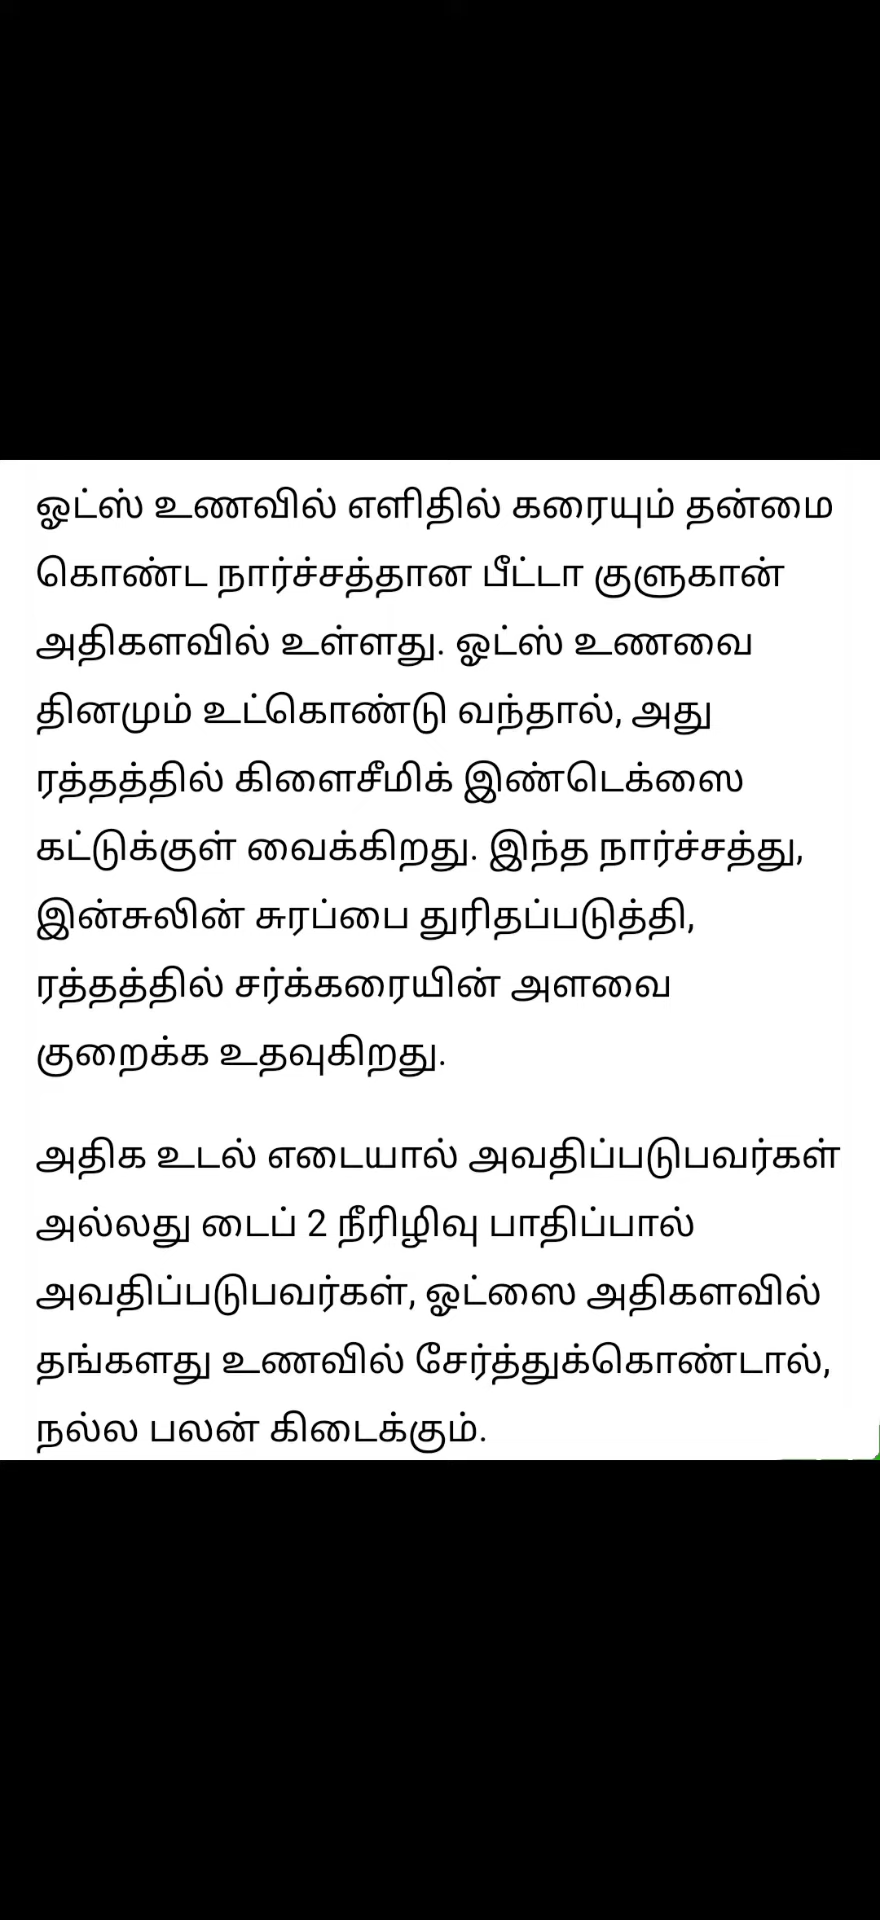 ஓட்ஸ் உணவில் எளிதில் கரையும் தன்மை
கொண்ட நார்ச்சத்தான பீட்டா குளுகான்
அதிகளவில் உள்ளது. ஓட்ஸ் உணவை
தினமும் உட்கொண்டு வந்தால், அது
ரத்தத்தில் கிளைசீமிக் இண்டெக்ஸை
கட்டுக்குள் வைக்கிறது. இந்த நார்ச்சத்து,
இன்சுலின் சுரப்பை துரிதப்படுத்தி,
ரத்தத்தில் சர்க்கரையின் அளவை
குறைக்க உதவுகிறது.
அதிக உடல் எடையால் அவதிப்படுபவர்கள்
அல்லது டைப் 2 நீரிழிவு பாதிப்பால்
அவதிப்படுபவர்கள், ஓட்ஸை அதிகளவில்
தங்களது உணவில் சேர்த்துக்கொண்டால்,
நல்ல பலன் கிடைக்கும்.